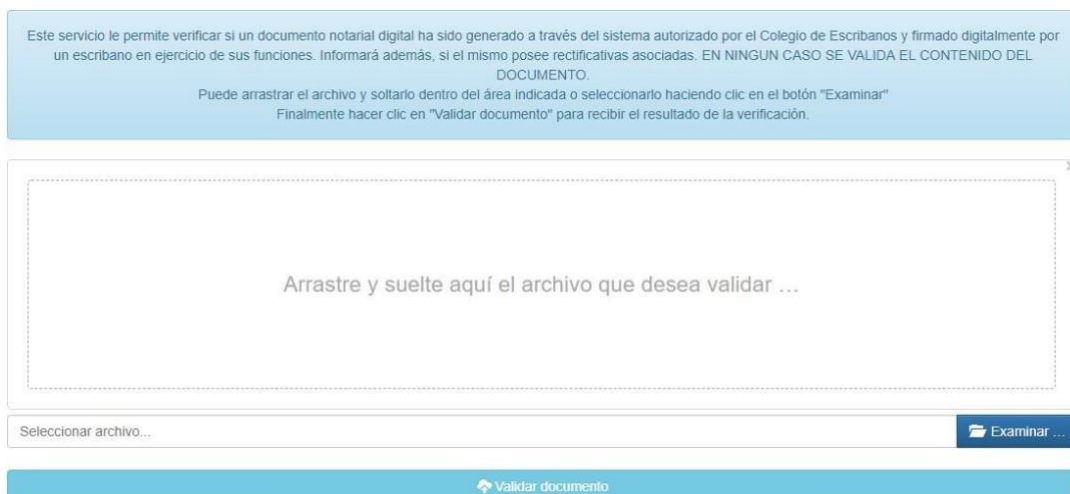 Este servicio le permite verificar si un documento notarial digital ha sido generado a través del sistema autorizado por el Colegio de Escribanos y firmado digitalmente por
un escribano en ejercicio de sus funciones. Informará además, si el mismo posee rectificativas asociadas. EN NINGUN CASO SE VALIDA EL CONTENIDO DEL
DOCUMENTO.
Puede arrastrar el archivo y soltarlo dentro del área indicada o seleccionarlo haciendo clic en el botón "Examinar"
Finalmente hacer clic en "Validar documento" para recibir el resultado de la verificación.
Arrastre y suelte aquí el archivo que desea validar …
Seleccionar archivo...
Examinar ...
Validar documento